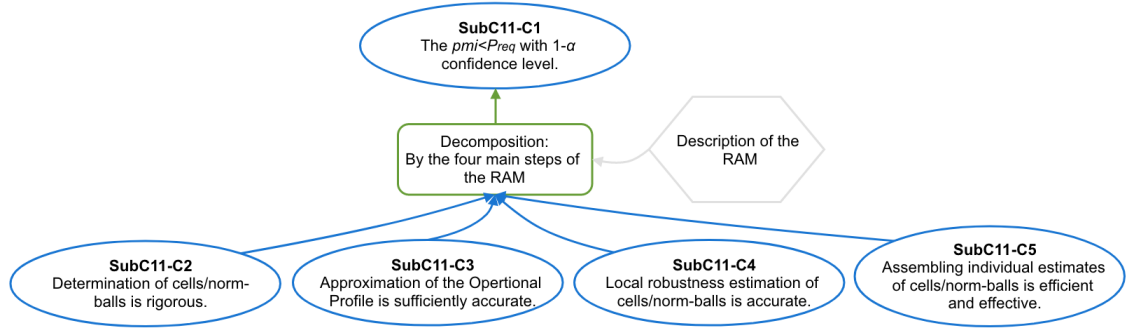 SubC11-C1
The pmi<Preq with 1-α
confidence level.
Decomposition:
By the four main steps of
the RAM
Description of the
RAM
SubC11-C2
Determination of cells/norm-
balls is rigorous.
SubC11-C3
Approximation of the Opertional
Profile is sufficiently accurate.
SubC11-C4
Local robustness estimation of
cells/norm-balls is accurate.
SubC11-C5
Assembling individual estimates
of cells/norm-balls is efficient
and effective.